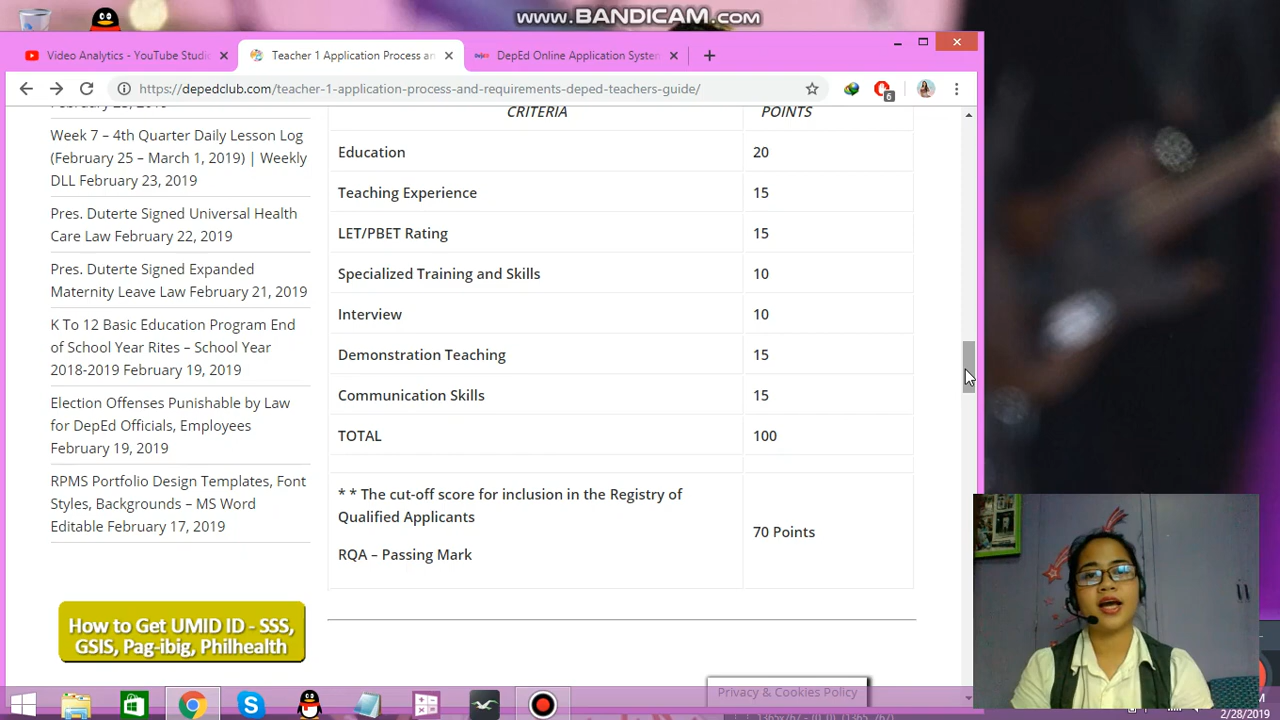 www.BANDICAM.com
Video Analytics - YouTube Studi
Teacher 1 Application Process an
DepEd Online Application System
https://depedclub.com/teacher-1-application-process-and-requirements-deped-teachers-guide/
6
Week 7 – 4th Quarter Daily Lesson Log
(February 25 – March 1, 2019) | Weekly
DLL February 23, 2019
Pres. Duterte Signed Universal Health
Care Law February 22, 2019
Pres. Duterte Signed Expanded
Maternity Leave Law February 21, 2019
K To 12 Basic Education Program End
of School Year Rites – School Year
2018-2019 February 19, 2019
Election Offenses Punishable by Law
for DepEd Officials, Employees
February 19, 2019
RPMS Portfolio Design Templates, Font
Styles, Backgrounds – MS Word
Editable February 17, 2019
How to Get UMID ID - SSS,
GSIS, Pag-ibig, Philhealth
CRITERIA POINTS
Education 20
Teaching Experience 15
LET/PBET Rating 15
Specialized Training and Skills 10
Interview 10
Demonstration Teaching 15
Communication Skills 15
TOTAL 100
* * The cut-off score for inclusion in the Registry of
Qualified Applicants
RQA – Passing Mark
70 Points
Privacy & Cookies Policy
2/28/2019